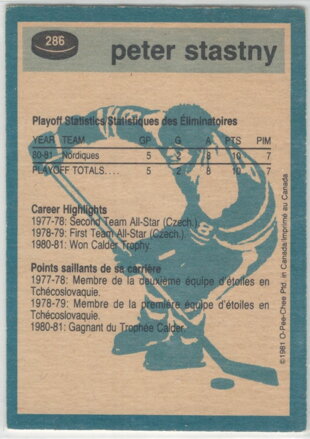 286
peter stastny
Playoff Statistics/Statistiques des Éliminatoires
YEAR TEAM GP G A PTS PIM
80-81 Nordiques 5 2 8 10 7
PLAYOFF TOTALS.... 5 2 8 10 7
Career Highlights
1977-78: Second Team All-Star (Czech.)
1978-79: First Team All-Star (Czech.)
1980-81: Won Calder Trophy.
Points saillants de sa carrière
1977-78: Membre de la deuxième équipe d'étoiles en
Tchécoslovaquie.
1978-79: Membre de la première équipe d'étoiles en
Tchécoslovaquie.
1980-81: Gagnant du Trophée Calder
8
©1981 O-Pee-Chee Ptd. in Canada/Imprimé au Canada